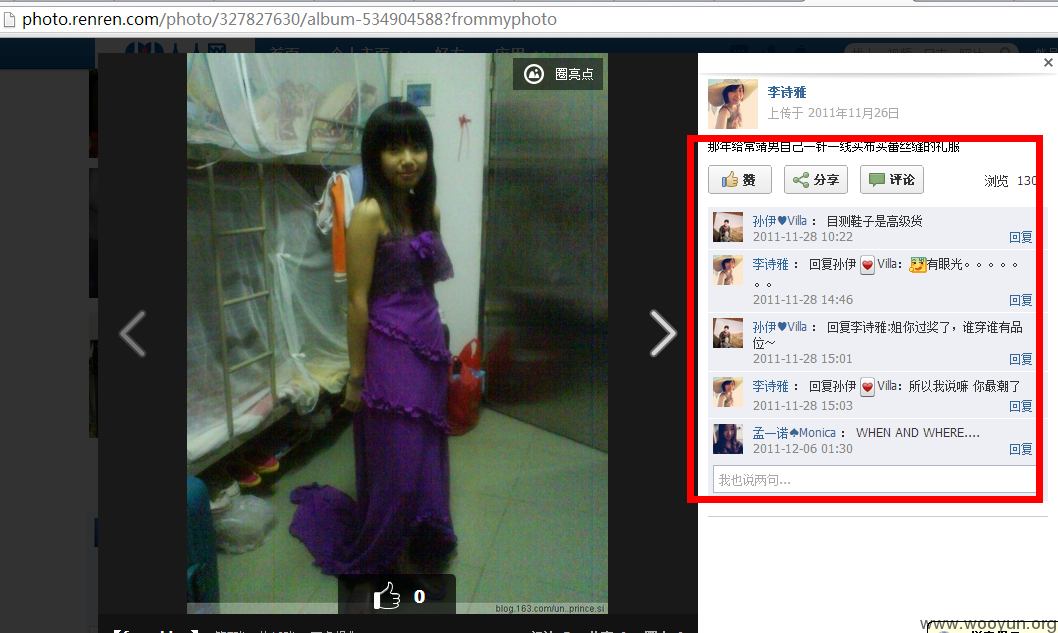 photo.renren.com/photo/327827630/album-534904588?frommyphoto
圈亮点
李诗雅
上传于 2011年11月26日
那年给常猪男自己一针一线买布买蕾丝缝的礼服
赞
分享
评论
浏览 130
孙伊♥Villa： 目测鞋子是高级货
2011-11-28 10:22
回复
李诗雅： 回复孙伊 Villa: 有眼光。。。。。
。。
2011-11-28 14:46
回复
孙伊♥Villa： 回复李诗雅:姐你过奖了，谁穿谁有品
位～
2011-11-28 15:01
回复
李诗雅： 回复孙伊 Villa: 所以我说嘛 你最潮了
2011-11-28 15:03
回复
孟一诺♠Monica： WHEN AND WHERE....
2011-12-06 01:30
回复
我也说两句...
0
blog.163.com/un..prince.si
www.wooyun.org